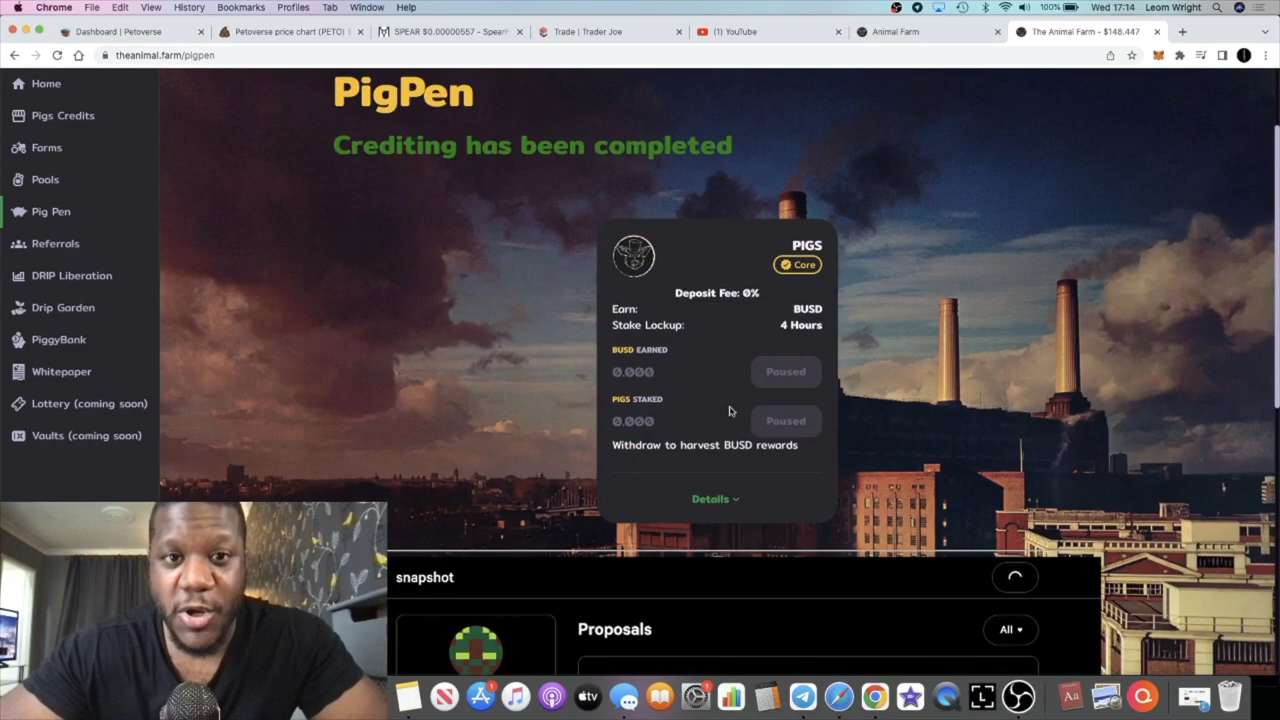 Chrome File Edit View History Bookmarks Profiles Tab Window Help 100% Wed 17:14 Leom Wright
Dashboard | Petoverse Petoverse price chart (PETO) SPEAR $0.00000557 - Spear Trade | Trader Joe (1) YouTube Animal Farm The Animal Farm - $148.447
theanimal.farm/pigpen
Home
Pigs Credits
Farms
Pools
Pig Pen
Referrals
DRIP Liberation
Drip Garden
PiggyBank
Whitepaper
Lottery (coming soon)
Vaults (coming soon)
PigPen
Crediting has been completed
PIGS
Core
Deposit Fee: 0%
Earn: BUSD
Stake Lockup: 4 Hours
BUSD EARNED
0.000 Paused
PIGS STAKED
0.000 Paused
Withdraw to harvest BUSD rewards
Details
snapshot
Proposals All